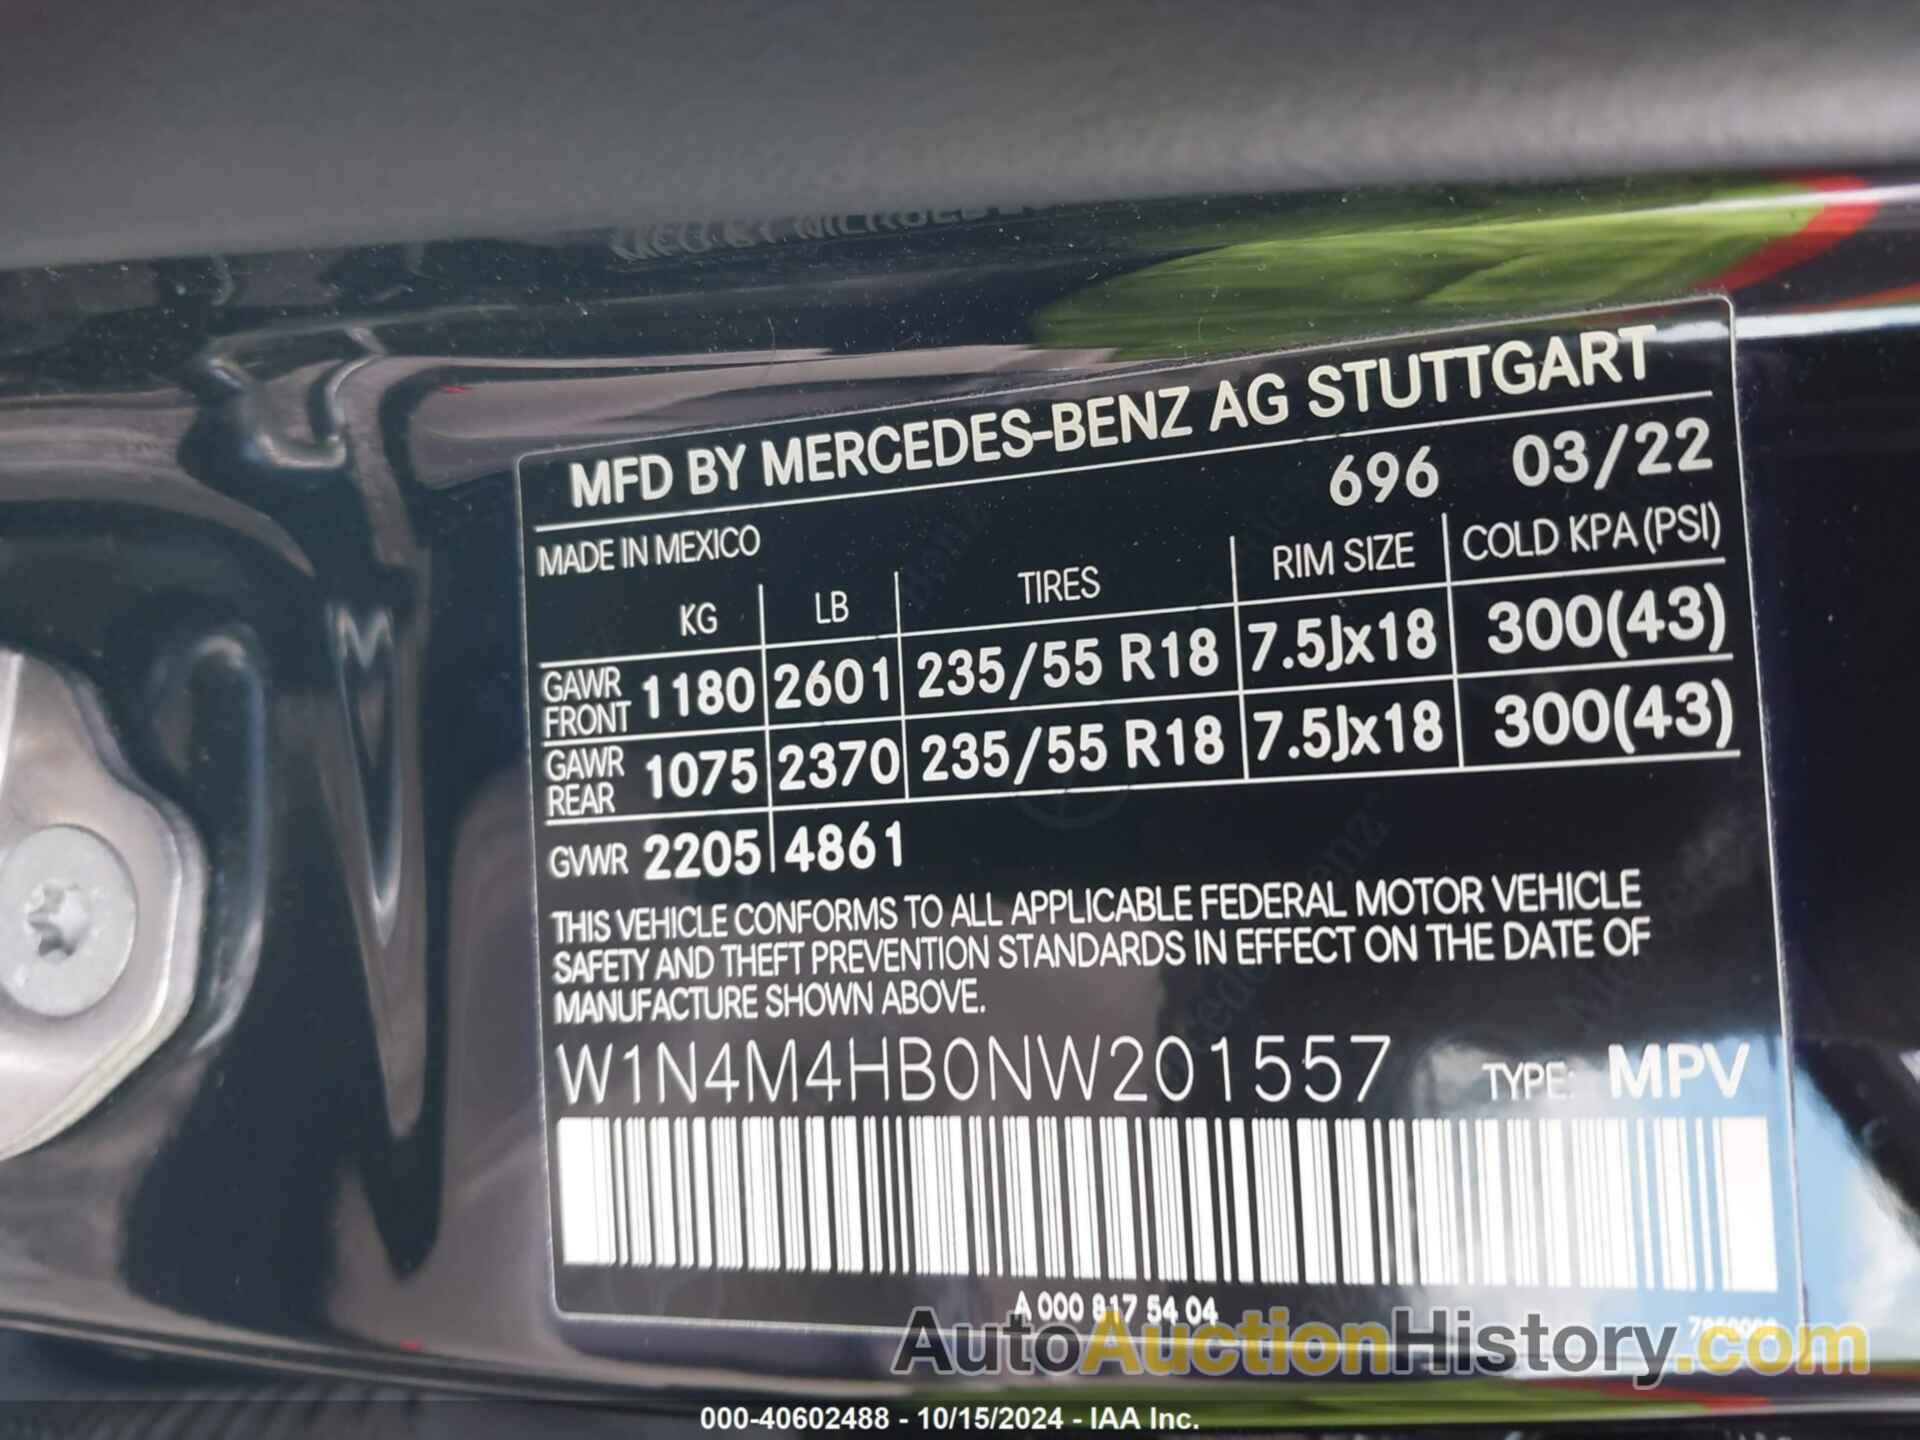 MFD BY MERCEDES-BENZ AG STUTTGART
696 03/22
MADE IN MEXICO
KG LB TIRES RIM SIZE COLD KPA (PSI)
GAWR FRONT 1180 2601 235/55 R18 7.5Jx18 300(43)
GAWR REAR 1075 2370 235/55 R18 7.5Jx18 300(43)
GVWR 2205 4861
THIS VEHICLE CONFORMS TO ALL APPLICABLE FEDERAL MOTOR VEHICLE
SAFETY AND THEFT PREVENTION STANDARDS IN EFFECT ON THE DATE OF
MANUFACTURE SHOWN ABOVE.
W1N4M4HB0NW201557 TYPE: MPV
A 000 817 54 04
AutoAuctionHistory.com
000-40602488 - 10/15/2024 - IAA Inc.